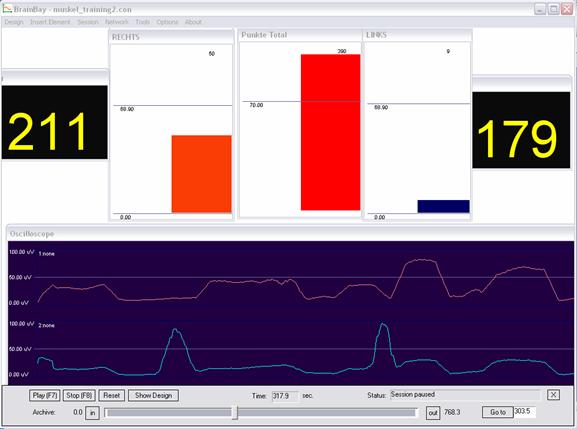 BrainBay - muskel_training2.con
Design Insert Element Session Network Tools Options About
RECHTS
50
68.90
0.00
Punkte Total
390
70.00
LINKS
9
68.90
0.00
211
179
Oscilloscope
100.00 uV 1:none
50.00 uV
0.00 uV
100.00 uV 2:none
50.00 uV
0.00 uV
Play (F7) Stop (F8) Reset Show Design Time: 317.9 sec. Status: Session paused X
Archive: 0.0 in out 768.3 Go to 303.5